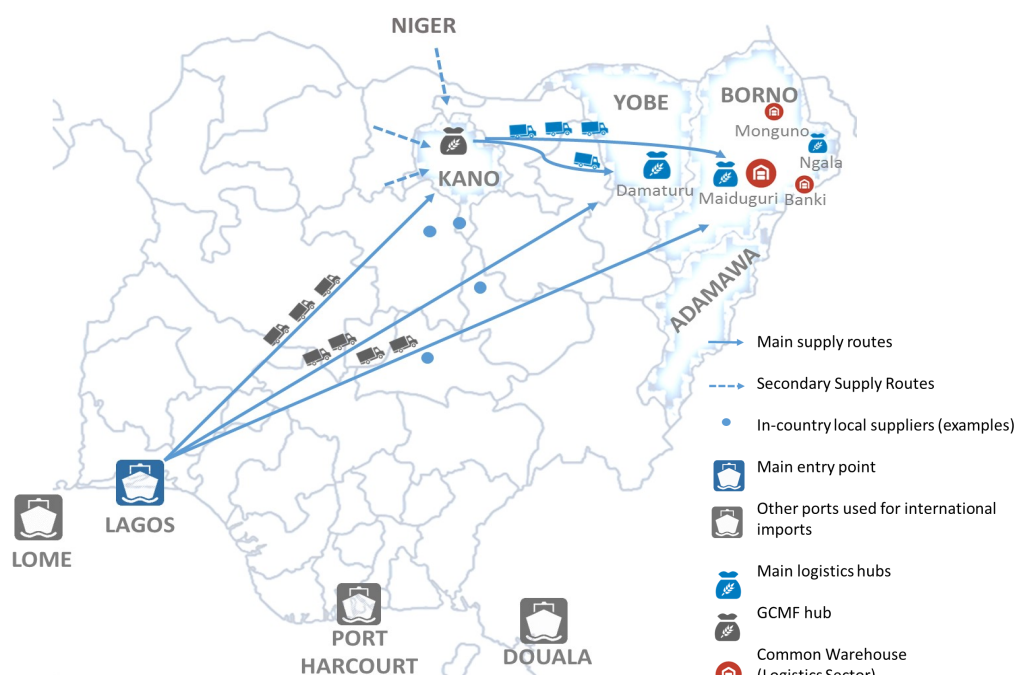 NIGER
YOBE
BORNO
Monguno
Ngala
KANO
Damaturu
Maiduguri
Banki
ADAMAWA
Main supply routes
Secondary Supply Routes
In-country local suppliers (examples)
Main entry point
LAGOS
Other ports used for international
imports
LOME
Main logistics hubs
GCMF hub
PORT
HARCOURT
DOUALA
Common Warehouse
(Logistics Sector)